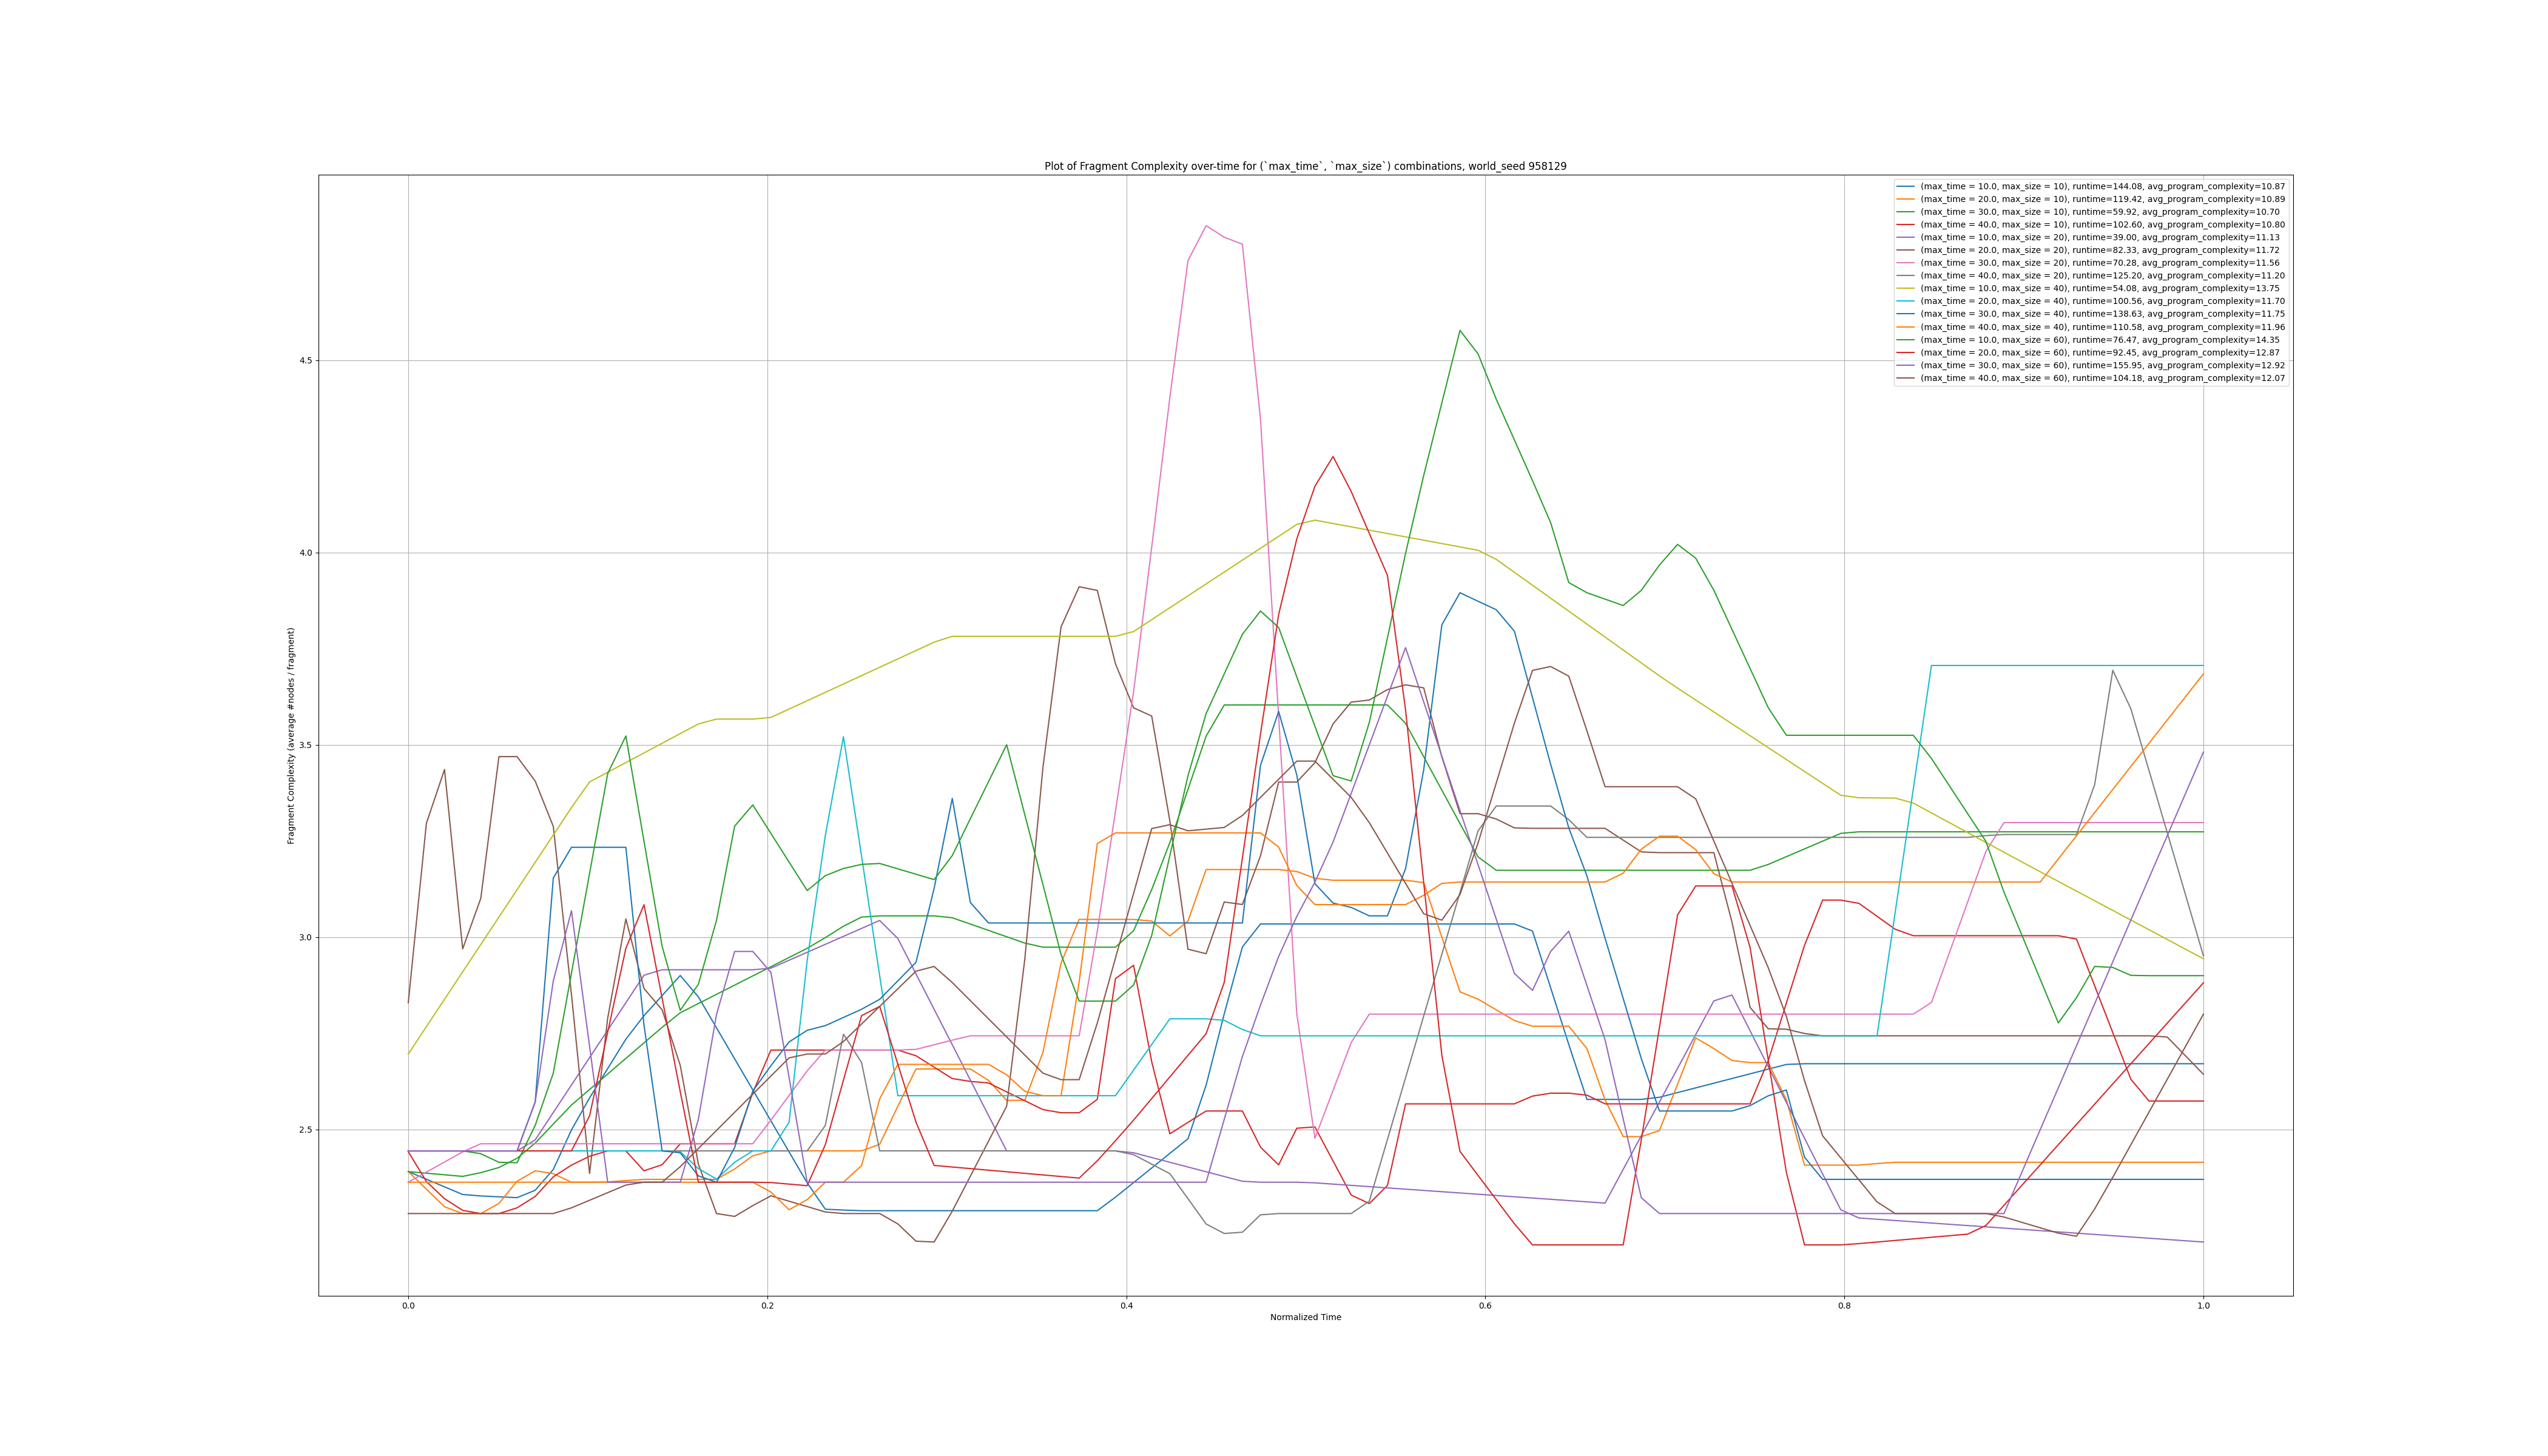 Plot of Fragment Complexity over-time for (`max_time`, `max_size`) combinations, world_seed 958129
(max_time = 10.0, max_size = 10), runtime=144.08, avg_program_complexity=10.87
(max_time = 20.0, max_size = 10), runtime=119.42, avg_program_complexity=10.89
(max_time = 30.0, max_size = 10), runtime=59.92, avg_program_complexity=10.70
(max_time = 40.0, max_size = 10), runtime=102.60, avg_program_complexity=10.80
(max_time = 10.0, max_size = 20), runtime=39.00, avg_program_complexity=11.13
(max_time = 20.0, max_size = 20), runtime=82.33, avg_program_complexity=11.72
(max_time = 30.0, max_size = 20), runtime=70.28, avg_program_complexity=11.56
(max_time = 40.0, max_size = 20), runtime=125.20, avg_program_complexity=11.20
(max_time = 10.0, max_size = 40), runtime=54.08, avg_program_complexity=13.75
(max_time = 20.0, max_size = 40), runtime=100.56, avg_program_complexity=11.70
(max_time = 30.0, max_size = 40), runtime=138.63, avg_program_complexity=11.75
(max_time = 40.0, max_size = 40), runtime=110.58, avg_program_complexity=11.96
(max_time = 10.0, max_size = 60), runtime=76.47, avg_program_complexity=14.35
(max_time = 20.0, max_size = 60), runtime=92.45, avg_program_complexity=12.87
(max_time = 30.0, max_size = 60), runtime=155.95, avg_program_complexity=12.92
(max_time = 40.0, max_size = 60), runtime=104.18, avg_program_complexity=12.07
Fragment Complexity (average #nodes / fragment)
4.5
4.0
3.5
3.0
2.5
0.0
0.2
0.4
0.6
0.8
1.0
Normalized Time